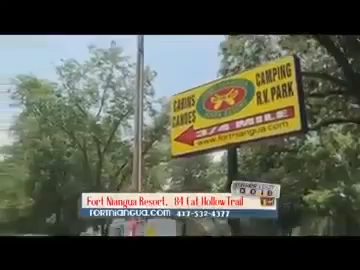 CABINS
CANOES
CAMPING
R.V. PARK
3/4 MILE
www.fortniangua.com
Fort Niangua Resort, 84 Cat Hollow Trail
FORTNIANGUA.COM 417-532-4377